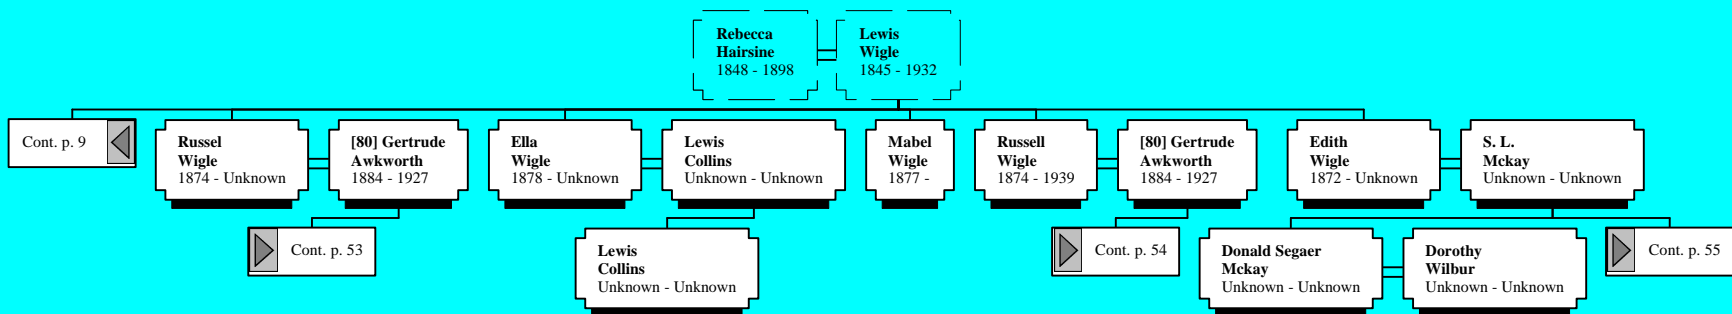 Rebecca
Hairsine
1848 - 1898
Lewis
Wigle
1845 - 1932
Cont. p. 9
Russel
Wigle
1874 - Unknown
[80] Gertrude
Awkworth
1884 - 1927
Ella
Wigle
1878 - Unknown
Lewis
Collins
Unknown - Unknown
Mabel
Wigle
1877 -
Russell
Wigle
1874 - 1939
[80] Gertrude
Awkworth
1884 - 1927
Edith
Wigle
1872 - Unknown
S. L.
Mckay
Unknown - Unknown
Cont. p. 53
Lewis
Collins
Unknown - Unknown
Cont. p. 54
Donald Segaer
Mckay
Unknown - Unknown
Dorothy
Wilbur
Unknown - Unknown
Cont. p. 55